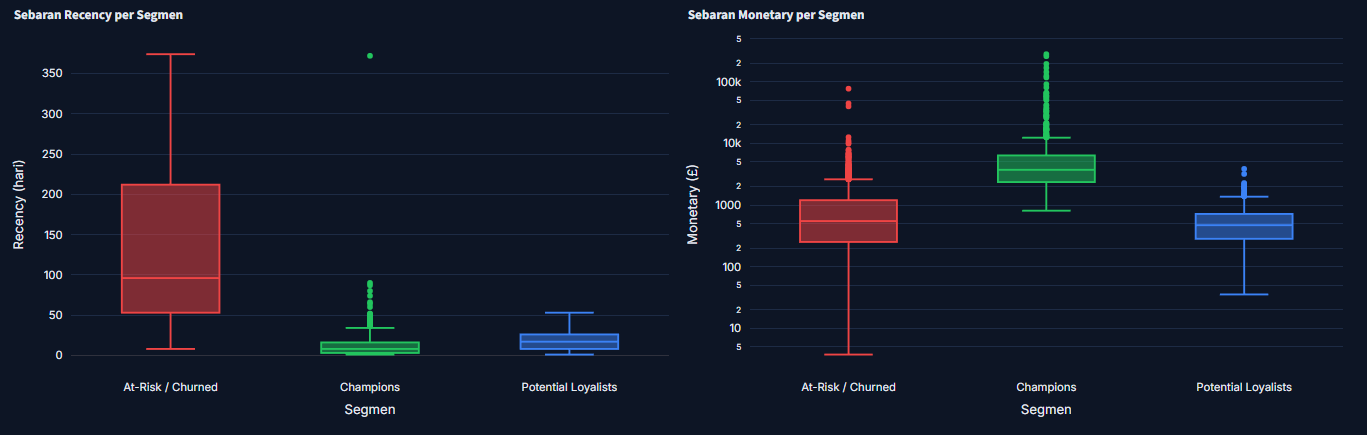 Sebaran Recency per Segmen
350
300
250
200
150
100
50
0
Recency (hari)
At-Risk / Churned
Champions
Potential Loyalists
Segmen
Sebaran Monetary per Segmen
5
2
100k
5
2
10k
5
2
1000
5
2
100
5
2
10
5
Monetary (£)
At-Risk / Churned
Champions
Potential Loyalists
Segmen